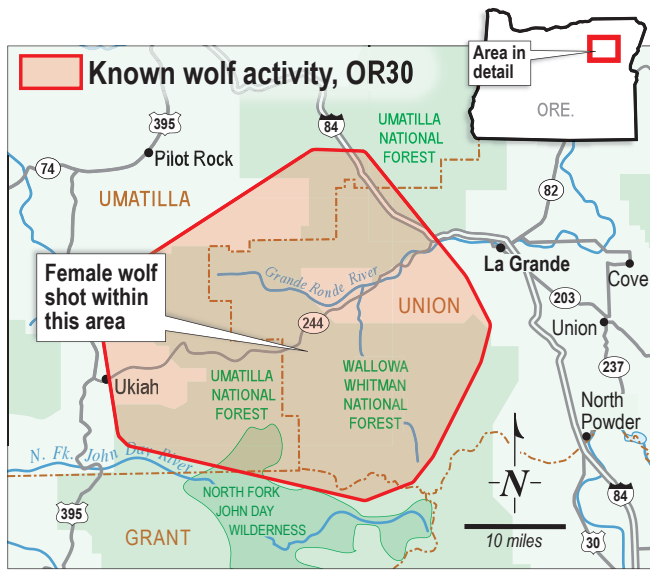 Known wolf activity, OR30
Area in
detail
ORE.
395
84
UMATILLA
NATIONAL
FOREST
74
Pilot Rock
82
UMATILLA
Female wolf
shot within
this area
Grande Ronde River
La Grande
Cove
UNION
203
244
Union
237
Ukiah
UMATILLA
NATIONAL
FOREST
WALLOWA
WHITMAN
NATIONAL
FOREST
North
Powder
N. Fk. John Day River
N
NORTH FORK
JOHN DAY
WILDERNESS
84
395
GRANT
10 miles
30